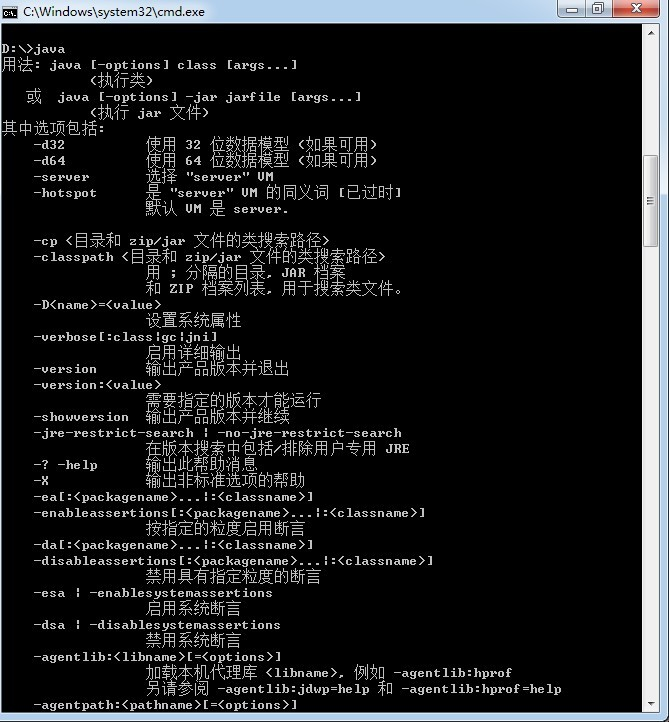 C:\Windows\system32\cmd.exe
D:\>java
用法: java [-options] class [args...]
(执行类)
或 java [-options] -jar jarfile [args...]
(执行 jar 文件)
其中选项包括:
-d32 使用 32 位数据模型 (如果可用)
-d64 使用 64 位数据模型 (如果可用)
-server 选择 "server" VM
-hotspot 是 "server" VM 的同义词 [已过时]
默认 VM 是 server.
-cp <目录和 zip/jar 文件的类搜索路径>
-classpath <目录和 zip/jar 文件的类搜索路径>
用 ; 分隔的目录, JAR 档案
和 ZIP 档案列表, 用于搜索类文件。
-D<name>=<value>
设置系统属性
-verbose[:class|gc|jni]
启用详细输出
-version 输出产品版本并退出
-version:<value>
需要指定的版本才能运行
-showversion 输出产品版本并继续
-jre-restrict-search | -no-jre-restrict-search
在版本搜索中包括/排除用户专用 JRE
-? -help 输出此帮助消息
-X 输出非标准选项的帮助
-ea[:<packagename>...|:<classname>]
-enableassertions[:<packagename>...|:<classname>]
按指定的粒度启用断言
-da[:<packagename>...|:<classname>]
-disableassertions[:<packagename>...|:<classname>]
禁用具有指定粒度的断言
-esa | -enablesystemassertions
启用系统断言
-dsa | -disablesystemassertions
禁用系统断言
-agentlib:<libname>[=<options>]
加载本机代理库 <libname>, 例如 -agentlib:hprof
另请参阅 -agentlib:jdwp=help 和 -agentlib:hprof=help
-agentpath:<pathname>[=<options>]